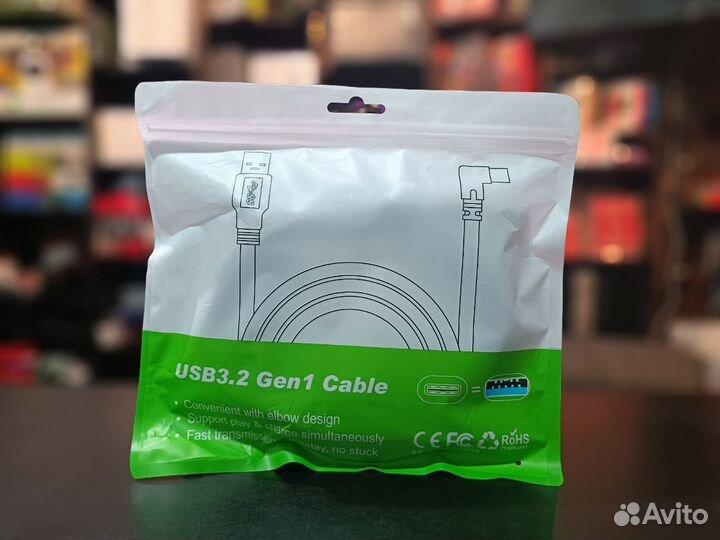 USB3.2 Gen1 Cable
• Convenient with elbow design
• Support play & charge simultaneously
• Fast transmission, no stuck
CE FC RoHS
Avito